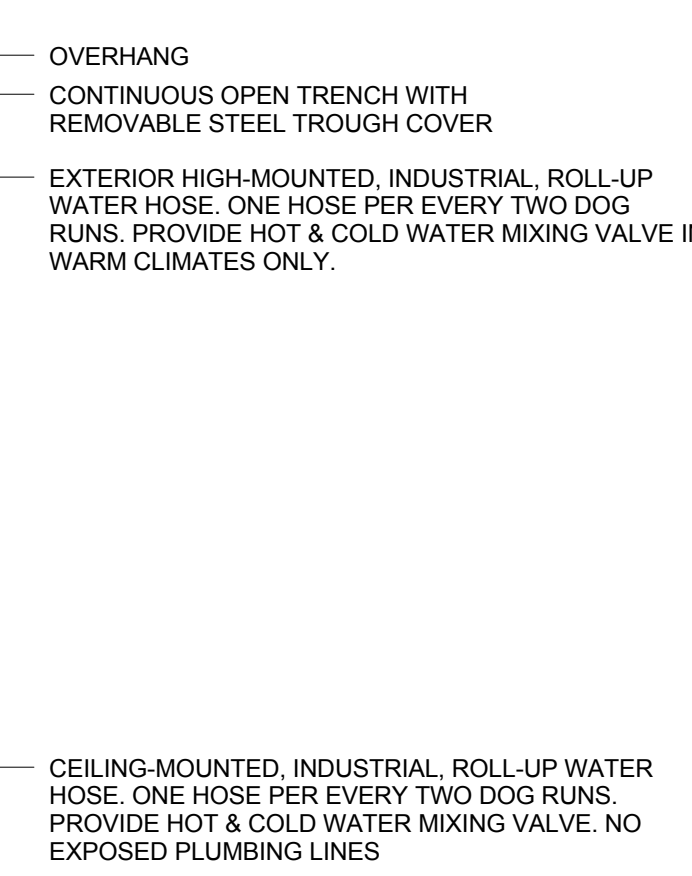 OVERHANG
CONTINUOUS OPEN TRENCH WITH
REMOVABLE STEEL TROUGH COVER
EXTERIOR HIGH-MOUNTED, INDUSTRIAL, ROLL-UP
WATER HOSE. ONE HOSE PER EVERY TWO DOG
RUNS. PROVIDE HOT & COLD WATER MIXING VALVE
WARM CLIMATES ONLY.
CEILING-MOUNTED, INDUSTRIAL, ROLL-UP WATER
HOSE. ONE HOSE PER EVERY TWO DOG RUNS.
PROVIDE HOT & COLD WATER MIXING VALVE. NO
EXPOSED PLUMBING LINES